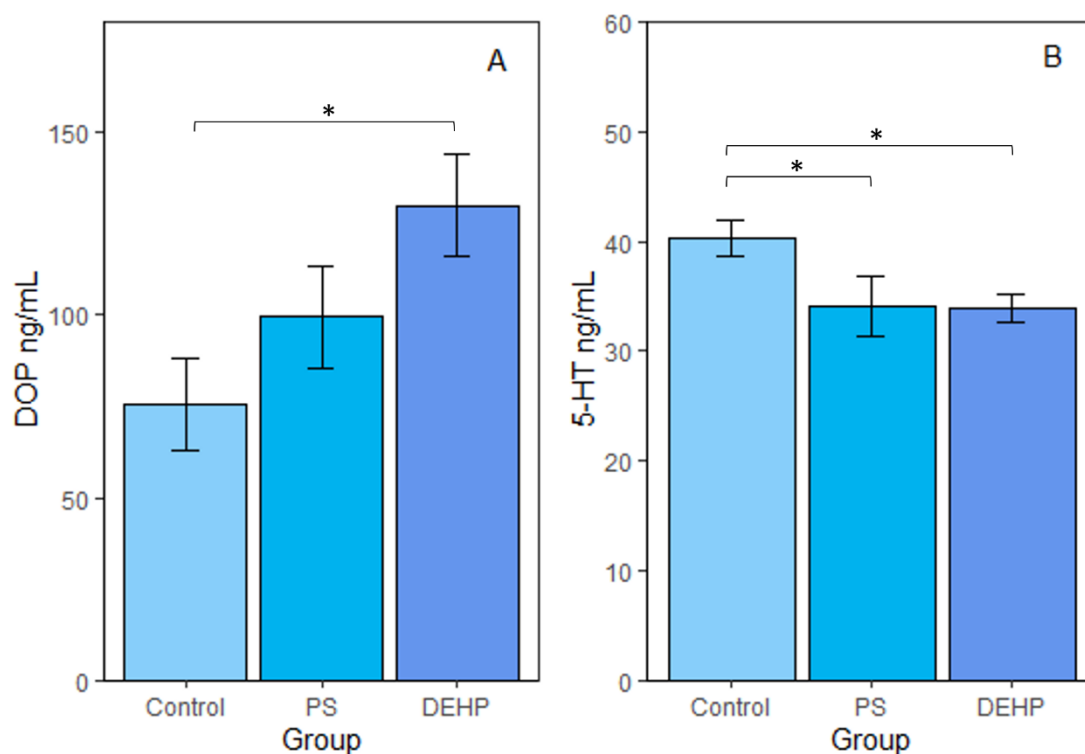 A
*
DOP ng/mL
150
100
50
0
Control PS DEHP
Group
B
*
*
5-HT ng/mL
60
50
40
30
20
10
0
Control PS DEHP
Group